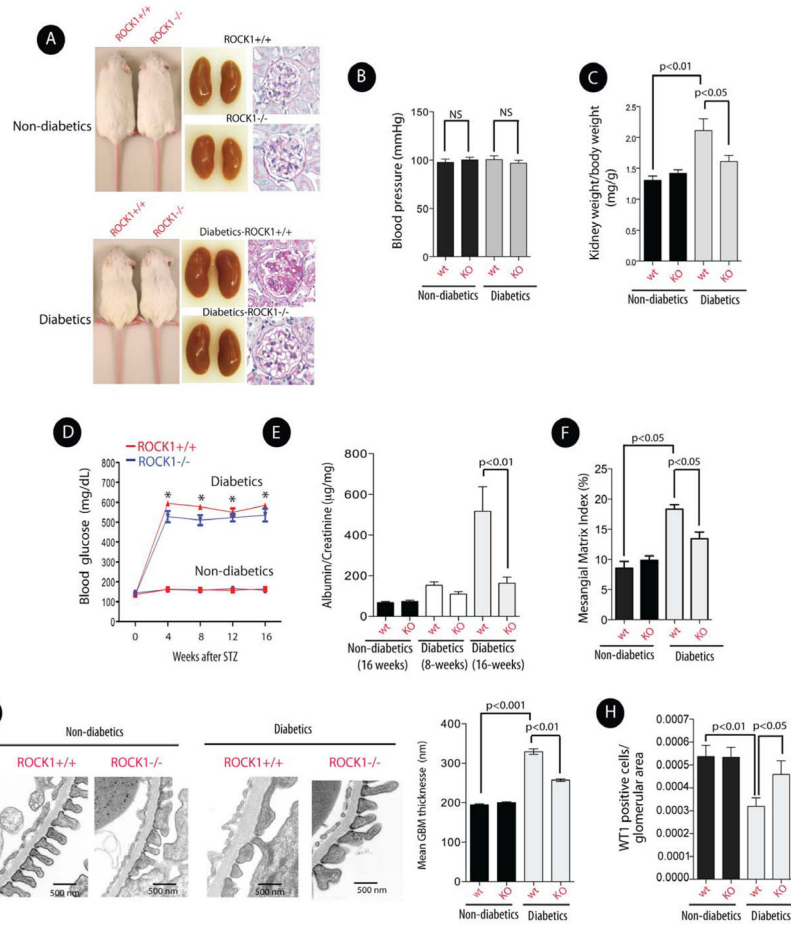 A
ROCK1+/+
ROCK1-/-
Non-diabetics
ROCK1+/+
ROCK1-/-
ROCK1+/+
ROCK1-/-
Diabetics
Diabetics-ROCK1+/+
Diabetics-ROCK1-/-
B
Blood pressure (mmHg)
150
100
50
0
NS
NS
wt
KO
wt
KO
Non-diabetics
Diabetics
C
Kidney weight/body weight
(mg/g)
2.5
2.0
1.5
1.0
0.5
0.0
p<0.01
p<0.05
wt
KO
wt
KO
Non-diabetics
Diabetics
D
ROCK1+/+
ROCK1-/-
Blood glucose (mg/dL)
800
700
600
500
400
300
200
100
0
Diabetics
* * * *
Non-diabetics
0 4 8 12 16
Weeks after STZ
E
Albumin/Creatinine (µg/mg)
800
600
400
200
0
p<0.01
wt KO wt KO wt KO
Non-diabetics Diabetics Diabetics
(16 weeks) (8-weeks) (16-weeks)
F
Mesangial Matrix Index (%)
25
20
15
10
5
0
p<0.05
p<0.05
wt
KO
wt
KO
Non-diabetics
Diabetics
Non-diabetics
Diabetics
ROCK1+/+
ROCK1-/-
ROCK1+/+
ROCK1-/-
500 nm
500 nm
500 nm
500 nm
Mean GBM thicknesse (nm)
400
300
200
100
0
p<0.001
p<0.01
wt
KO
wt
KO
Non-diabetics
Diabetics
H
WT1 positive cells/
glomerular area
0.0007
0.0006
0.0005
0.0004
0.0003
0.0002
0.0001
0.0000
p<0.01
p<0.05
wt
KO
wt
KO
Non-diabetics
Diabetics